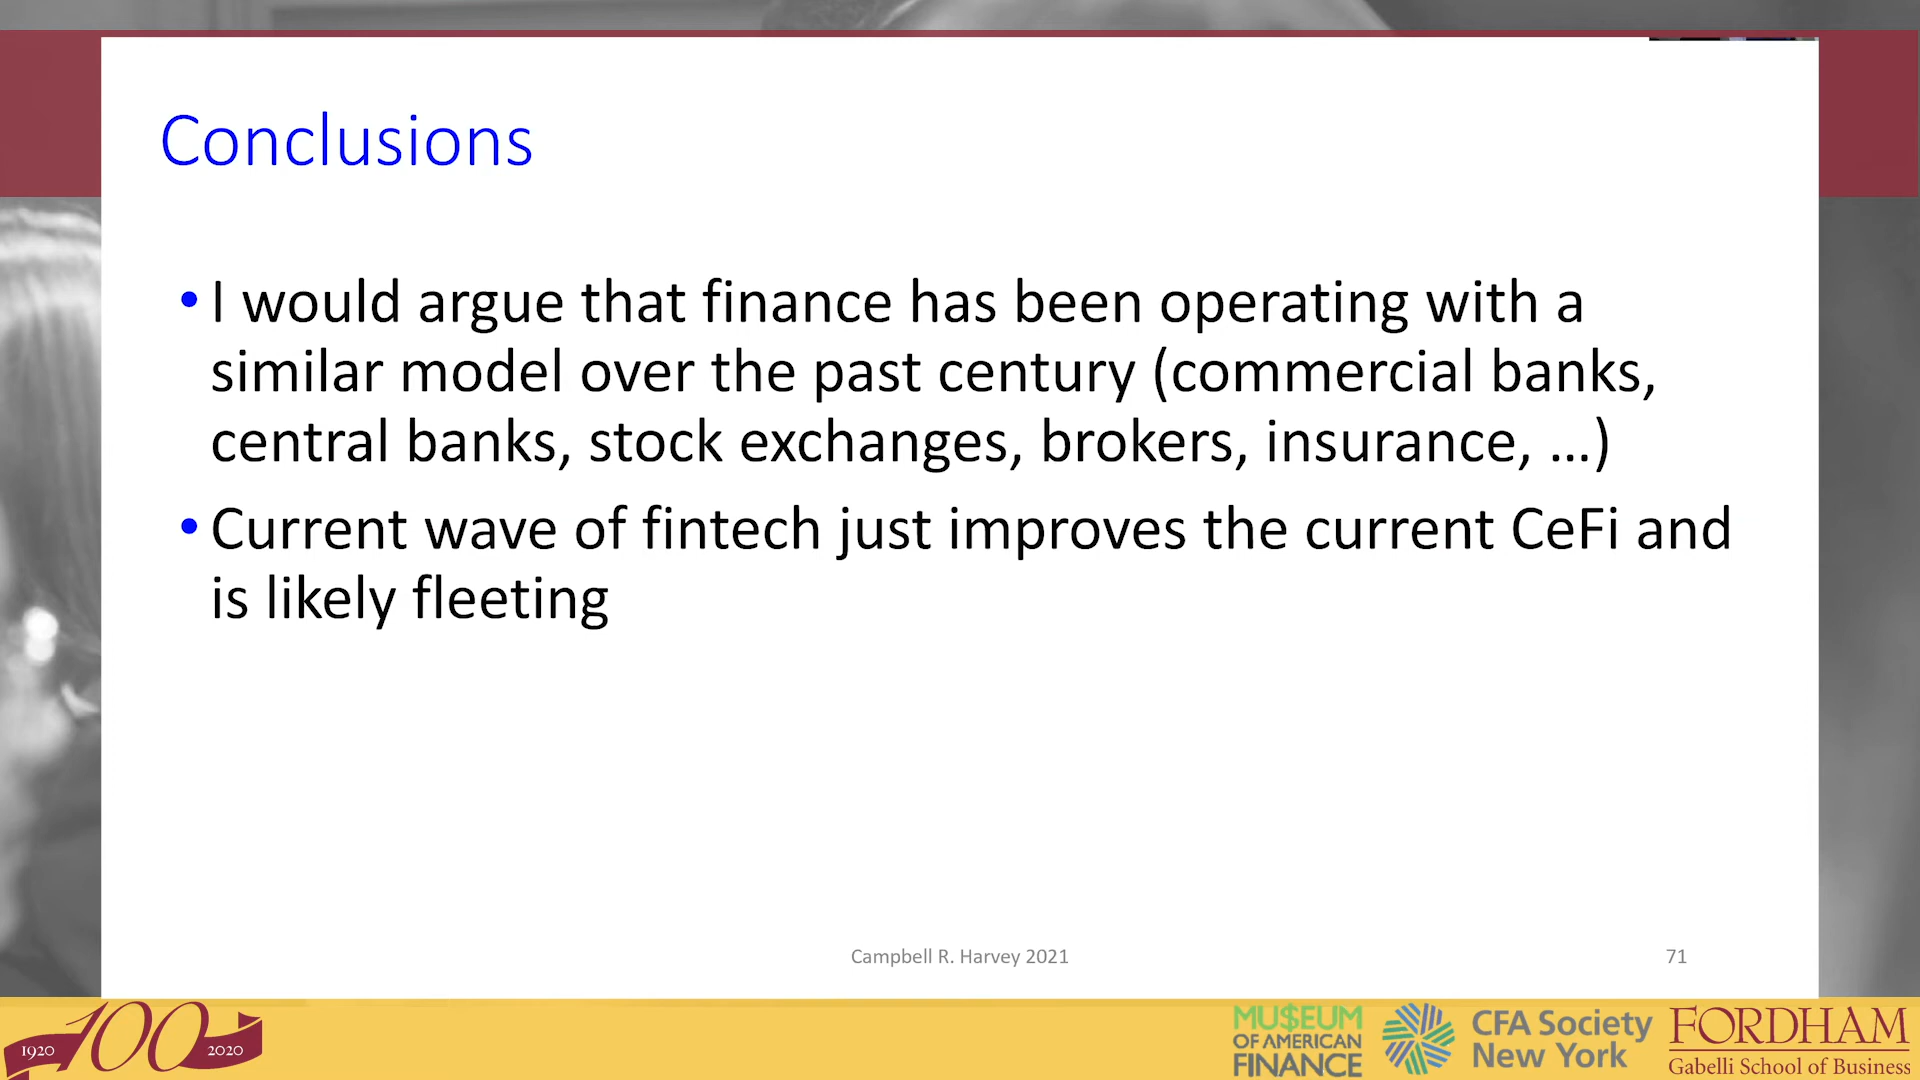 Conclusions
• I would argue that finance has been operating with a
similar model over the past century (commercial banks,
central banks, stock exchanges, brokers, insurance, …)
• Current wave of fintech just improves the current CeFi and
is likely fleeting
Campbell R. Harvey 2021
71
1920 100 2020
MU$EUM
OF AMERICAN
FINANCE
CFA Society
New York
FORDHAM
Gabelli School of Business